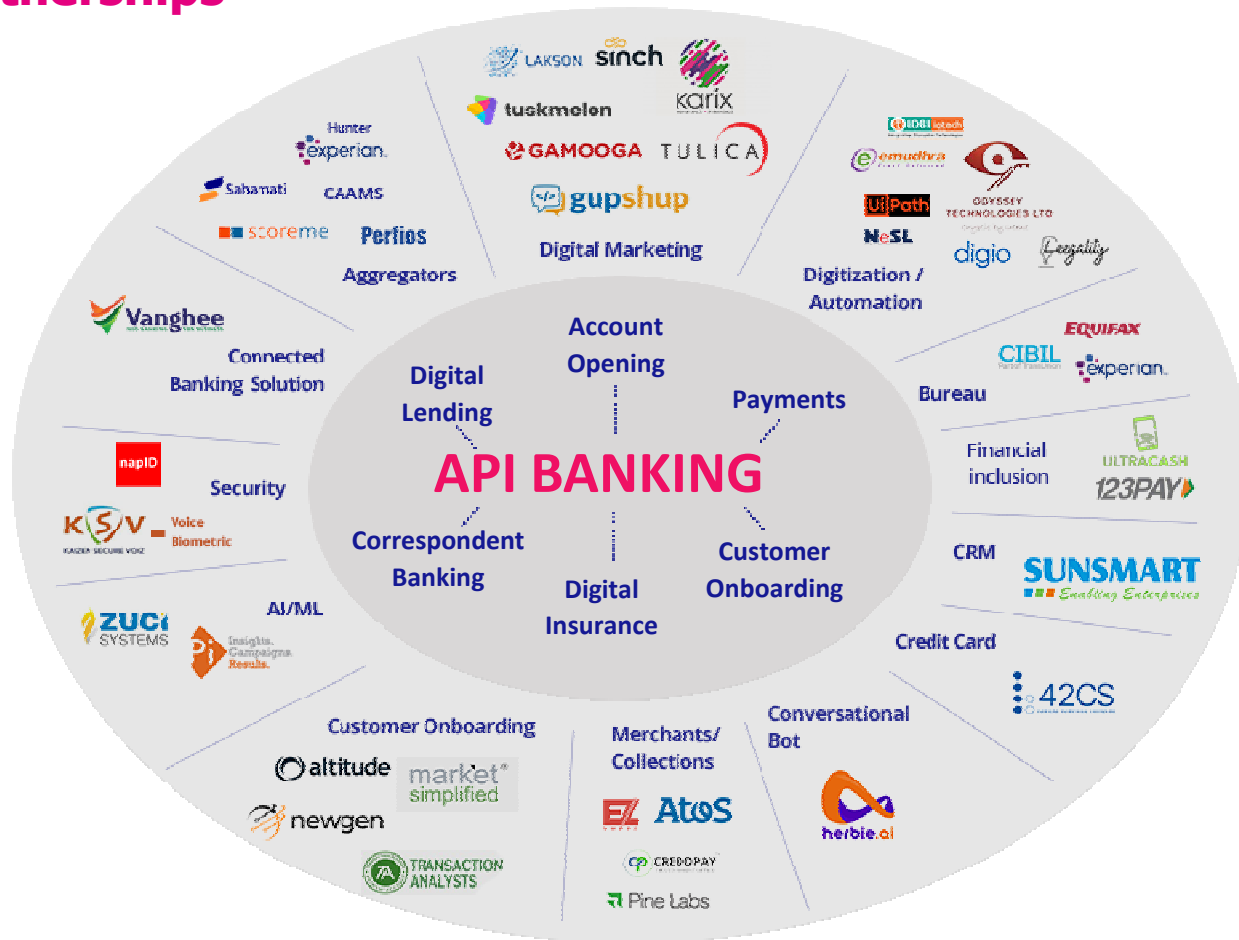 LAKSON
sinch
karix
tuskmelon
GAMOOGA
TULICA
gupshup
Digital Marketing
IDBI intech
emudhra
UiPath
ODYSSEY
TECHNOLOGIES LTD
NeSL
digio
Leegality
Digitization /
Automation
EQUIFAX
CIBIL
experian.
Bureau
Financial
inclusion
ULTRACASH
123PAY
CRM
SUNSMART
Enabling Enterprises
Credit Card
42CS
Conversational
Bot
herbie.ai
Merchants/
Collections
EZ
AtoS
CREDOPAY
Pine Labs
Customer Onboarding
altitude
market
simplified
newgen
TRANSACTION
ANALYSTS
AI/ML
ZUCI
SYSTEMS
Pi
Insights.
Campaigns.
Results.
Security
napID
KSV
KAIZEN SECURE VOIZ
Voice
Biometric
Vanghee
Connected
Banking Solution
Hunter
experian.
Sahamati
CAAMS
scoreme
Perfios
Aggregators
Account
Opening
Digital
Lending
Payments
API BANKING
Correspondent
Banking
Digital
Insurance
Customer
Onboarding